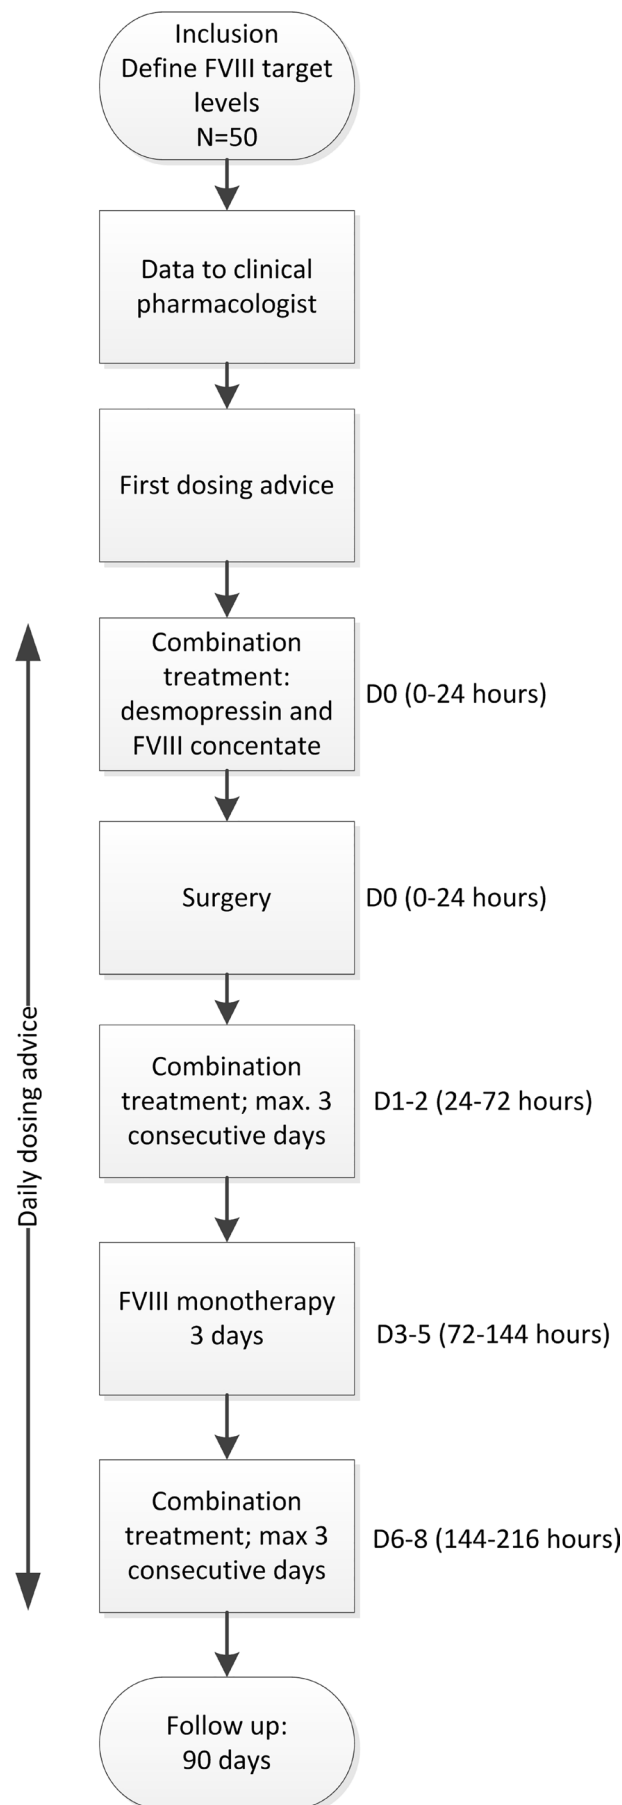 Inclusion
Define FVIII target
levels
N=50
Data to clinical
pharmacologist
First dosing advice
Combination
treatment:
desmopressin and
FVIII concentate
D0 (0-24 hours)
Surgery
D0 (0-24 hours)
Daily dosing advice
Combination
treatment; max. 3
consecutive days
D1-2 (24-72 hours)
FVIII monotherapy
3 days
D3-5 (72-144 hours)
Combination
treatment; max 3
consecutive days
D6-8 (144-216 hours)
Follow up:
90 days